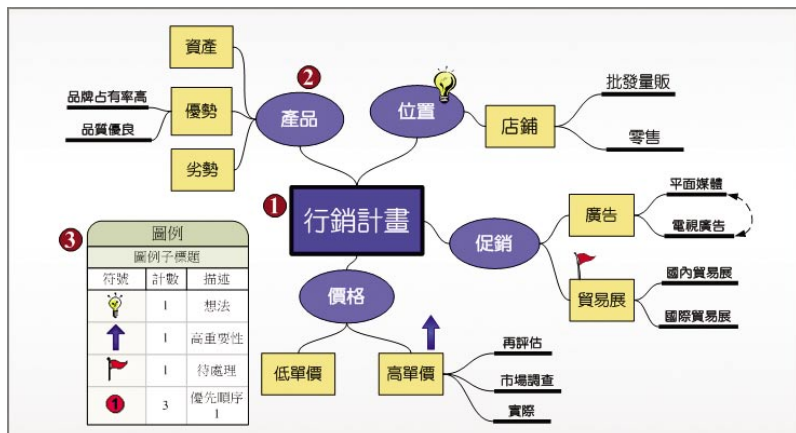 資產
2
品牌占有率高
優勢
產品
品質優良
劣勢
位置
批發量販
店鋪
零售
1
行銷計畫
促銷
廣告
平面媒體
電視廣告
貿易展
國內貿易展
國際貿易展
價格
低單價
高單價
再評估
市場調查
實際
3
圖例
圖例子標題
符號 計數 描述
1 想法
1 高重要性
1 待處理
1 3 優先順序
1